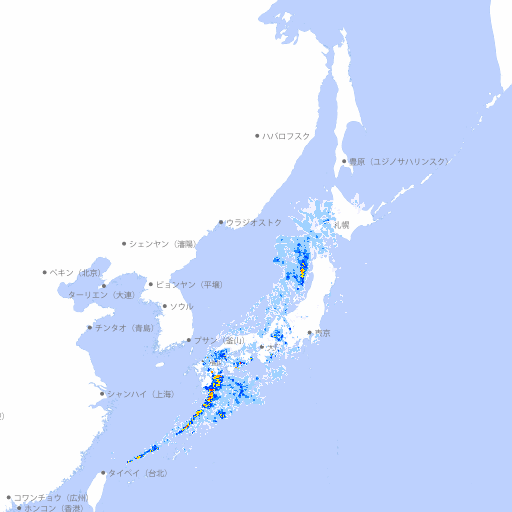 ハバロフスク
豊原（ユジノサハリンスク）
札幌
ウラジオストク
シェンヤン（瀋陽）
ペキン（北京）
ピョンヤン（平壌）
ターリエン（大連）
ソウル
チンタオ（青島）
プサン（釜山）
東京
シャンハイ（上海）
タイペイ（台北）
コワンチョウ（広州）
ホンコン（香港）